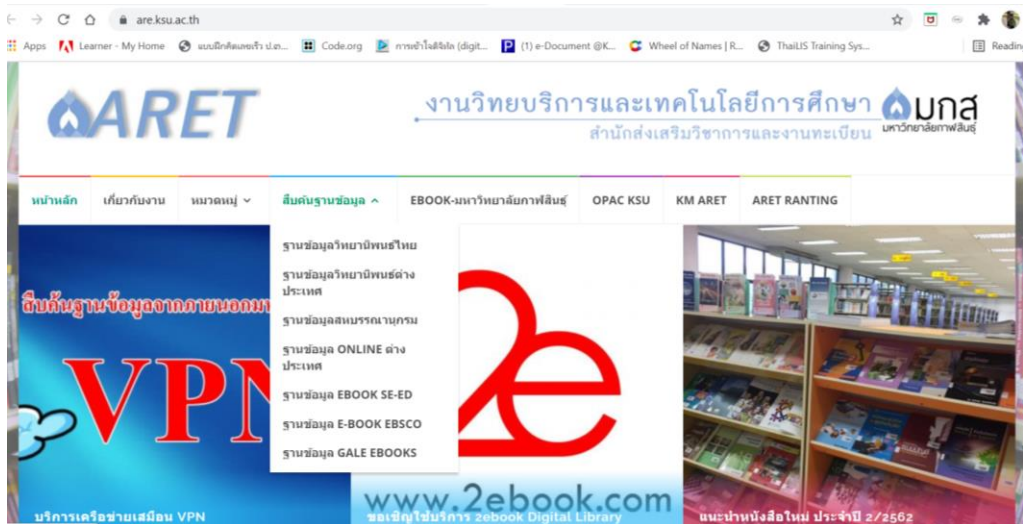 are.ksu.ac.th
Apps Learner - My Home แบบฝึกคัดเลขเร็ว ป.๓... Code.org การเข้าใจดิจิทัล (digit... (1) e-Document @K... Wheel of Names | R... ThaiLIS Training Sys... Reading
ARET
งานวิทยบริการและเทคโนโลยีการศึกษา
สำนักส่งเสริมวิชาการและงานทะเบียน
มกส
มหาวิทยาลัยกาฬสินธุ์
หน้าหลัก เกี่ยวกับงาน หมวดหมู่ สืบค้นฐานข้อมูล EBOOK-มหาวิทยาลัยกาฬสินธุ์ OPAC KSU KM ARET ARET RANTING
ฐานข้อมูลวิทยานิพนธ์ไทย
ฐานข้อมูลวิทยานิพนธ์ต่าง
ประเทศ
ฐานข้อมูลสหบรรณานุกรม
ฐานข้อมูล ONLINE ต่าง
ประเทศ
ฐานข้อมูล EBOOK SE-ED
ฐานข้อมูล E-BOOK EBSCO
ฐานข้อมูล GALE EBOOKS
สืบค้นฐานข้อมูลจากภายนอกม
VPN
บริการเครือข่ายเสมือน VPN
2e
www.2ebook.com
ขอเชิญใช้บริการ 2ebook Digital Library
แนะนำหนังสือใหม่ ประจำปี 2/2562